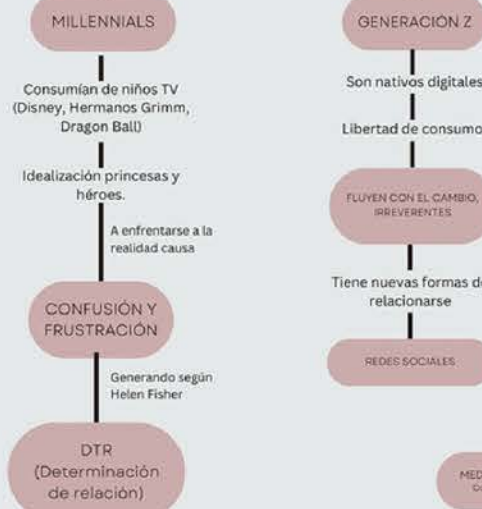 MILLENNIALS
Consumían de niños TV
(Disney, Hermanos Grimm,
Dragon Ball)
Idealización princesas y
héroes.
A enfrentarse a la
realidad causa
CONFUSIÓN Y
FRUSTRACIÓN
Generando según
Helen Fisher
DTR
(Determinación
de relación)
GENERACIÓN Z
Son nativos digitales
Libertad de consumo
FLUYEN CON EL CAMBIO,
IRREVERENTES
Tiene nuevas formas de
relacionarse
REDES SOCIALES